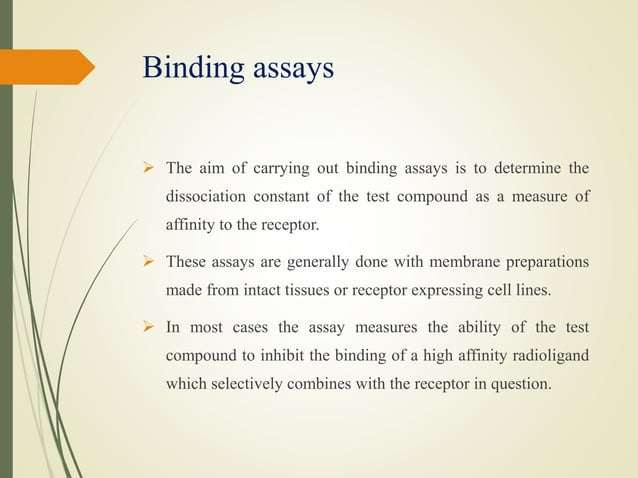 Binding assays
The aim of carrying out binding assays is to determine the
dissociation constant of the test compound as a measure of
affinity to the receptor.
These assays are generally done with membrane preparations
made from intact tissues or receptor expressing cell lines.
In most cases the assay measures the ability of the test
compound to inhibit the binding of a high affinity radioligand
which selectively combines with the receptor in question.